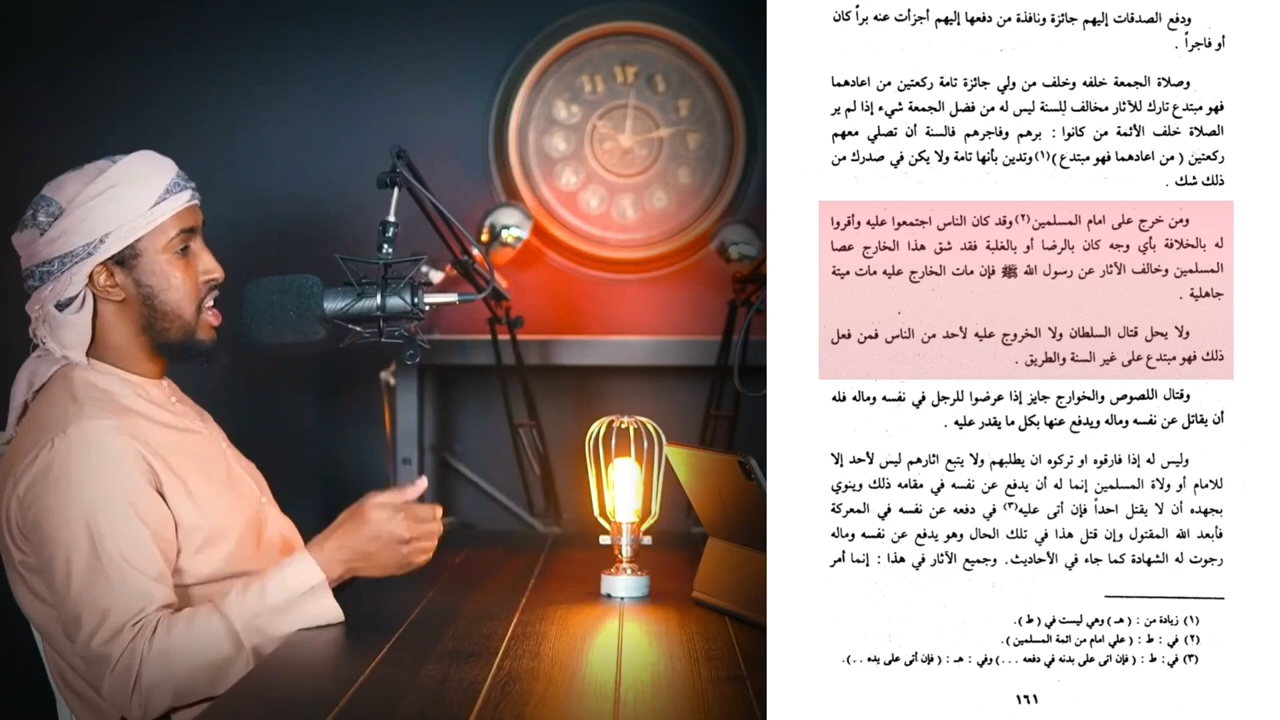 ودفع الصدقات إليهم جائزة ونافذة من دفعها إليهم أجزأت عنه براً كان
أو فاجراً .
وصلاة الجمعة خلفه وخلف من ولي جائزة تامة ركعتين من اعادهما
فهو مبتدع تارك للآثار مخالف للسنة ليس له من فضل الجمعة شيء إذا لم ير
الصلاة خلف الأئمة من كانوا : برهم وفاجرهم فالسنة أن تصلي معهم
ركعتين ( من اعادهما فهو مبتدع )(١) وتدين بأنها تامة ولا يكن في صدرك من
ذلك شك .
ومن خرج على امام المسلمين(٢) وقد كان الناس اجتمعوا عليه وأقروا
له بالخلافة بأي وجه كان بالرضا أو بالغلبة فقد شق هذا الخارج عصا
المسلمين وخالف الآثار عن رسول الله ﷺ فإن مات الخارج عليه مات ميتة
جاهلية .
ولا يحل قتال السلطان ولا الخروج عليه لأحد من الناس فمن فعل
ذلك فهو مبتدع على غير السنة والطريق .
وقتال اللصوص والخوارج جايز إذا عرضوا للرجل في نفسه وماله فله
أن يقاتل عن نفسه وماله ويدفع عنها بكل ما يقدر عليه .
وليس له إذا فارقوه او تركوه ان يطلبهم ولا يتبع اثارهم ليس لأحد إلا
للامام أو ولاة المسلمين إنما له أن يدفع عن نفسه في مقامه ذلك وينوي
بجهده أن لا يقتل احداً فإن أتى عليه(٣) في دفعه عن نفسه في المعركة
فأبعد الله المقتول وإن قتل هذا في تلك الحال وهو يدفع عن نفسه وماله
رجوت له الشهادة كما جاء في الأحاديث. وجميع الآثار في هذا : إنما أمر
(١) زيادة من : ( هـ ) وهي ليست في ( ط ).
(٢) في : ط : ( علي امام من ائمة المسلمين ).
(٣) في : ط : ( فإن اتى على بدنه في دفعه . . . ) وفي : هـ : ( فإن أتى على يده . . ).
١٦١